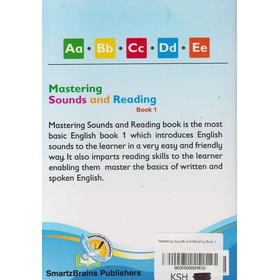 Aa • Bb • Cc • Dd • Ee
Mastering
Sounds and Reading
Book 1
Mastering Sounds and Reading book is the most
basic English book 1 which introduces English
sounds to the learner in a very easy and friendly
way. It also imparts reading skills to the learner
enabling them master the basics of written and
spoken English.
Mastering Sounds and Reading Book 1
KSH
SmartzBrains Publishers